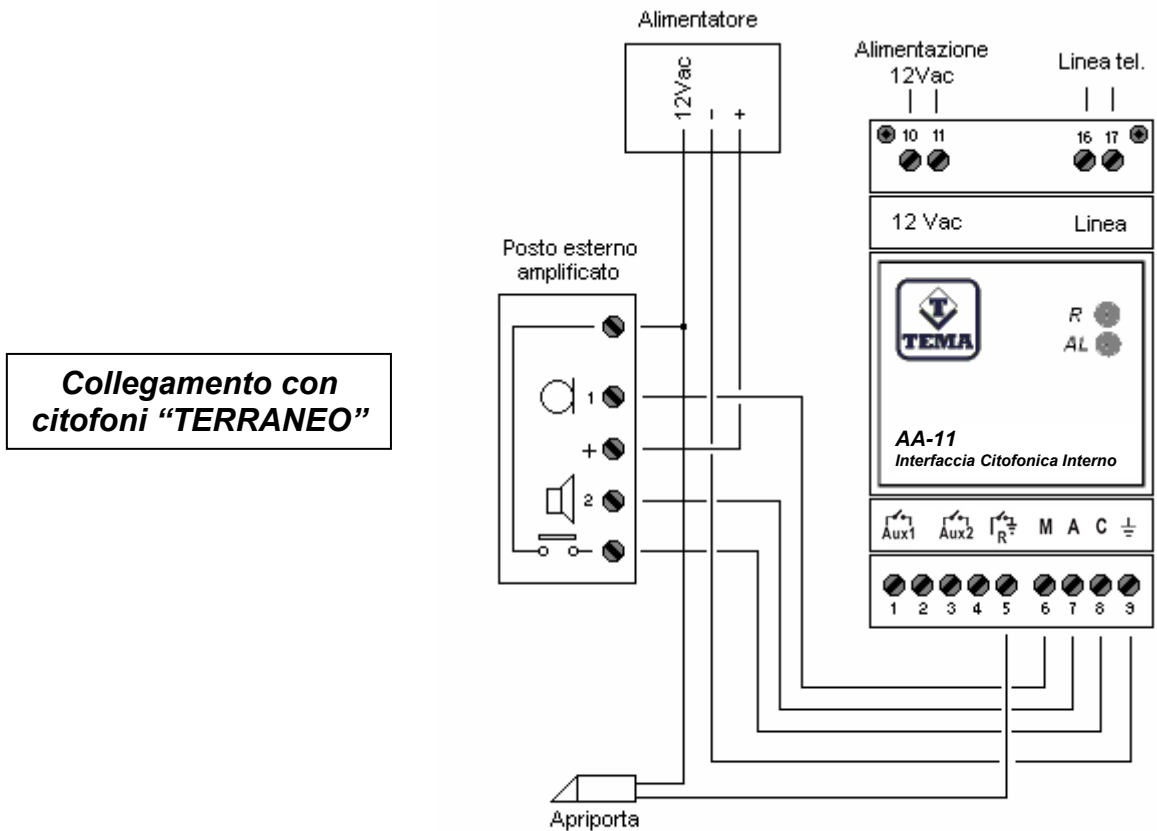 Alimentatore
12Vac
-
+
Alimentazione
12Vac
Linea tel.
10 11
16 17
12 Vac
Linea
Posto esterno
amplificato
1
+
2
TEMA
R
AL
Collegamento con
citofoni “TERRANEO”
AA-11
Interfaccia Citofonica Interno
Aux1 Aux2 R M A C
1 2 3 4 5 6 7 8 9
Apriporta